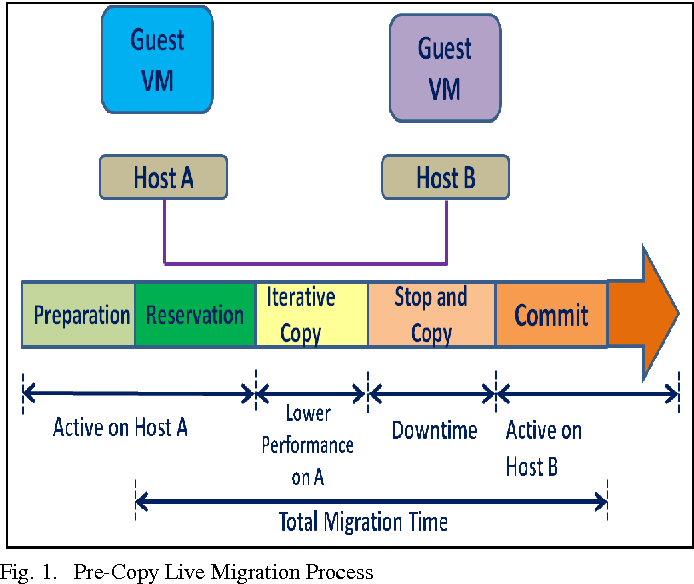 Guest
VM
Guest
VM
Host A
Host B
Preparation
Reservation
Iterative
Copy
Stop and
Copy
Commit
Active on Host A
Lower
Performance
on A
Downtime
Active on
Host B
Total Migration Time
Fig. 1. Pre-Copy Live Migration Process